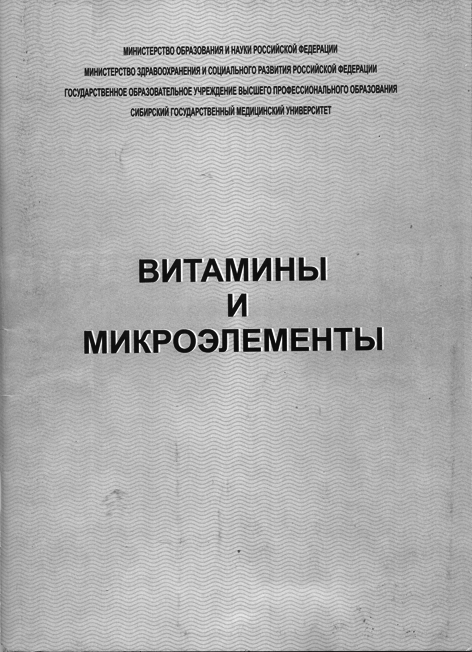 МИНИСТЕРСТВО ОБРАЗОВАНИЯ И НАУКИ РОССИЙСКОЙ ФЕДЕРАЦИИ
МИНИСТЕРСТВО ЗДРАВООХРАНЕНИЯ И СОЦИАЛЬНОГО РАЗВИТИЯ РОССИЙСКОЙ ФЕДЕРАЦИИ
ГОСУДАРСТВЕННОЕ ОБРАЗОВАТЕЛЬНОЕ УЧРЕЖДЕНИЕ ВЫСШЕГО ПРОФЕССИОНАЛЬНОГО ОБРАЗОВАНИЯ
СИБИРСКИЙ ГОСУДАРСТВЕННЫЙ МЕДИЦИНСКИЙ УНИВЕРСИТЕТ
ВИТАМИНЫ
И
МИКРОЭЛЕМЕНТЫ